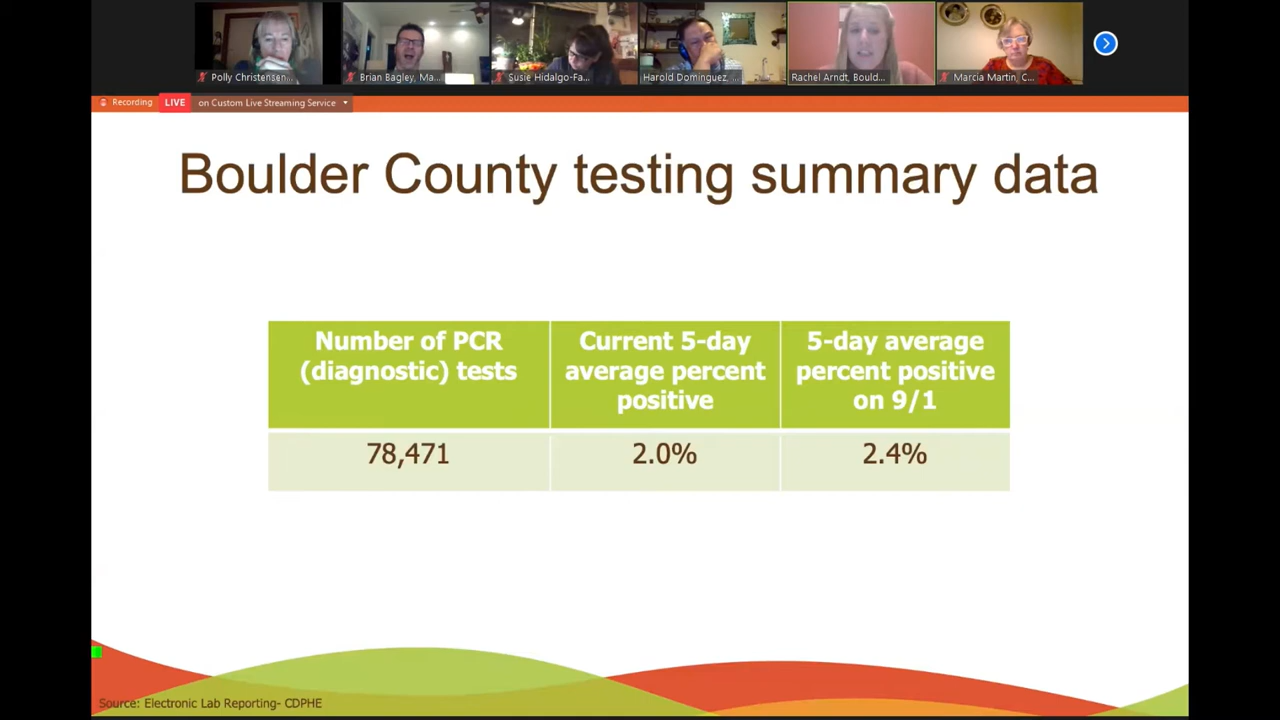 Polly Christensen...
Brian Bagley, Ma...
Susie Hidalgo-Fa...
Harold Dominguez, ...
Rachel Arndt, Bould...
Marcia Martin, C...
Recording LIVE on Custom Live Streaming Service
Boulder County testing summary data
Number of PCR
(diagnostic) tests
Current 5-day
average percent
positive
5-day average
percent positive
on 9/1
78,471
2.0%
2.4%
Source: Electronic Lab Reporting- CDPHE